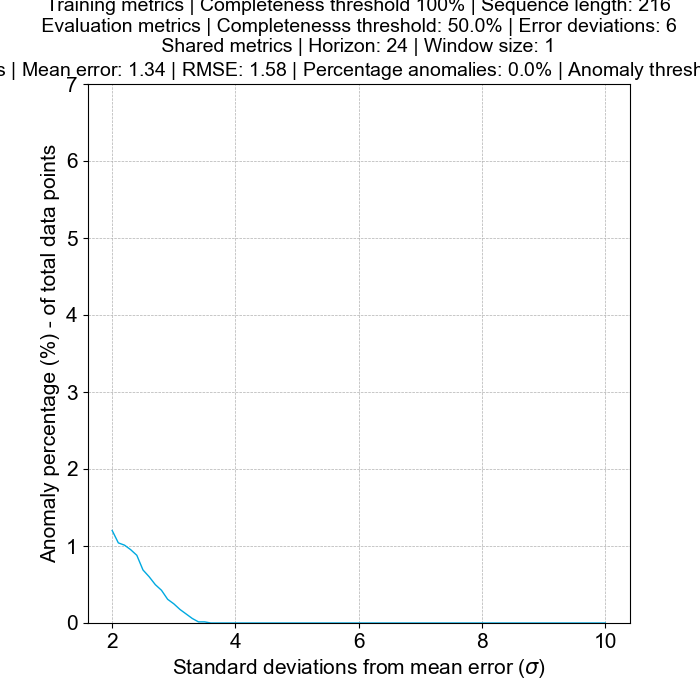 Training metrics | Completeness threshold 100% | Sequence length: 216
Evaluation metrics | Completenesss threshold: 50.0% | Error deviations: 6
Shared metrics | Horizon: 24 | Window size: 1
s | Mean error: 1.34 | RMSE: 1.58 | Percentage anomalies: 0.0% | Anomaly thresh
7
6
5
4
3
2
1
0
Anomaly percentage (%) - of total data points
2 4 6 8 10
Standard deviations from mean error (σ)